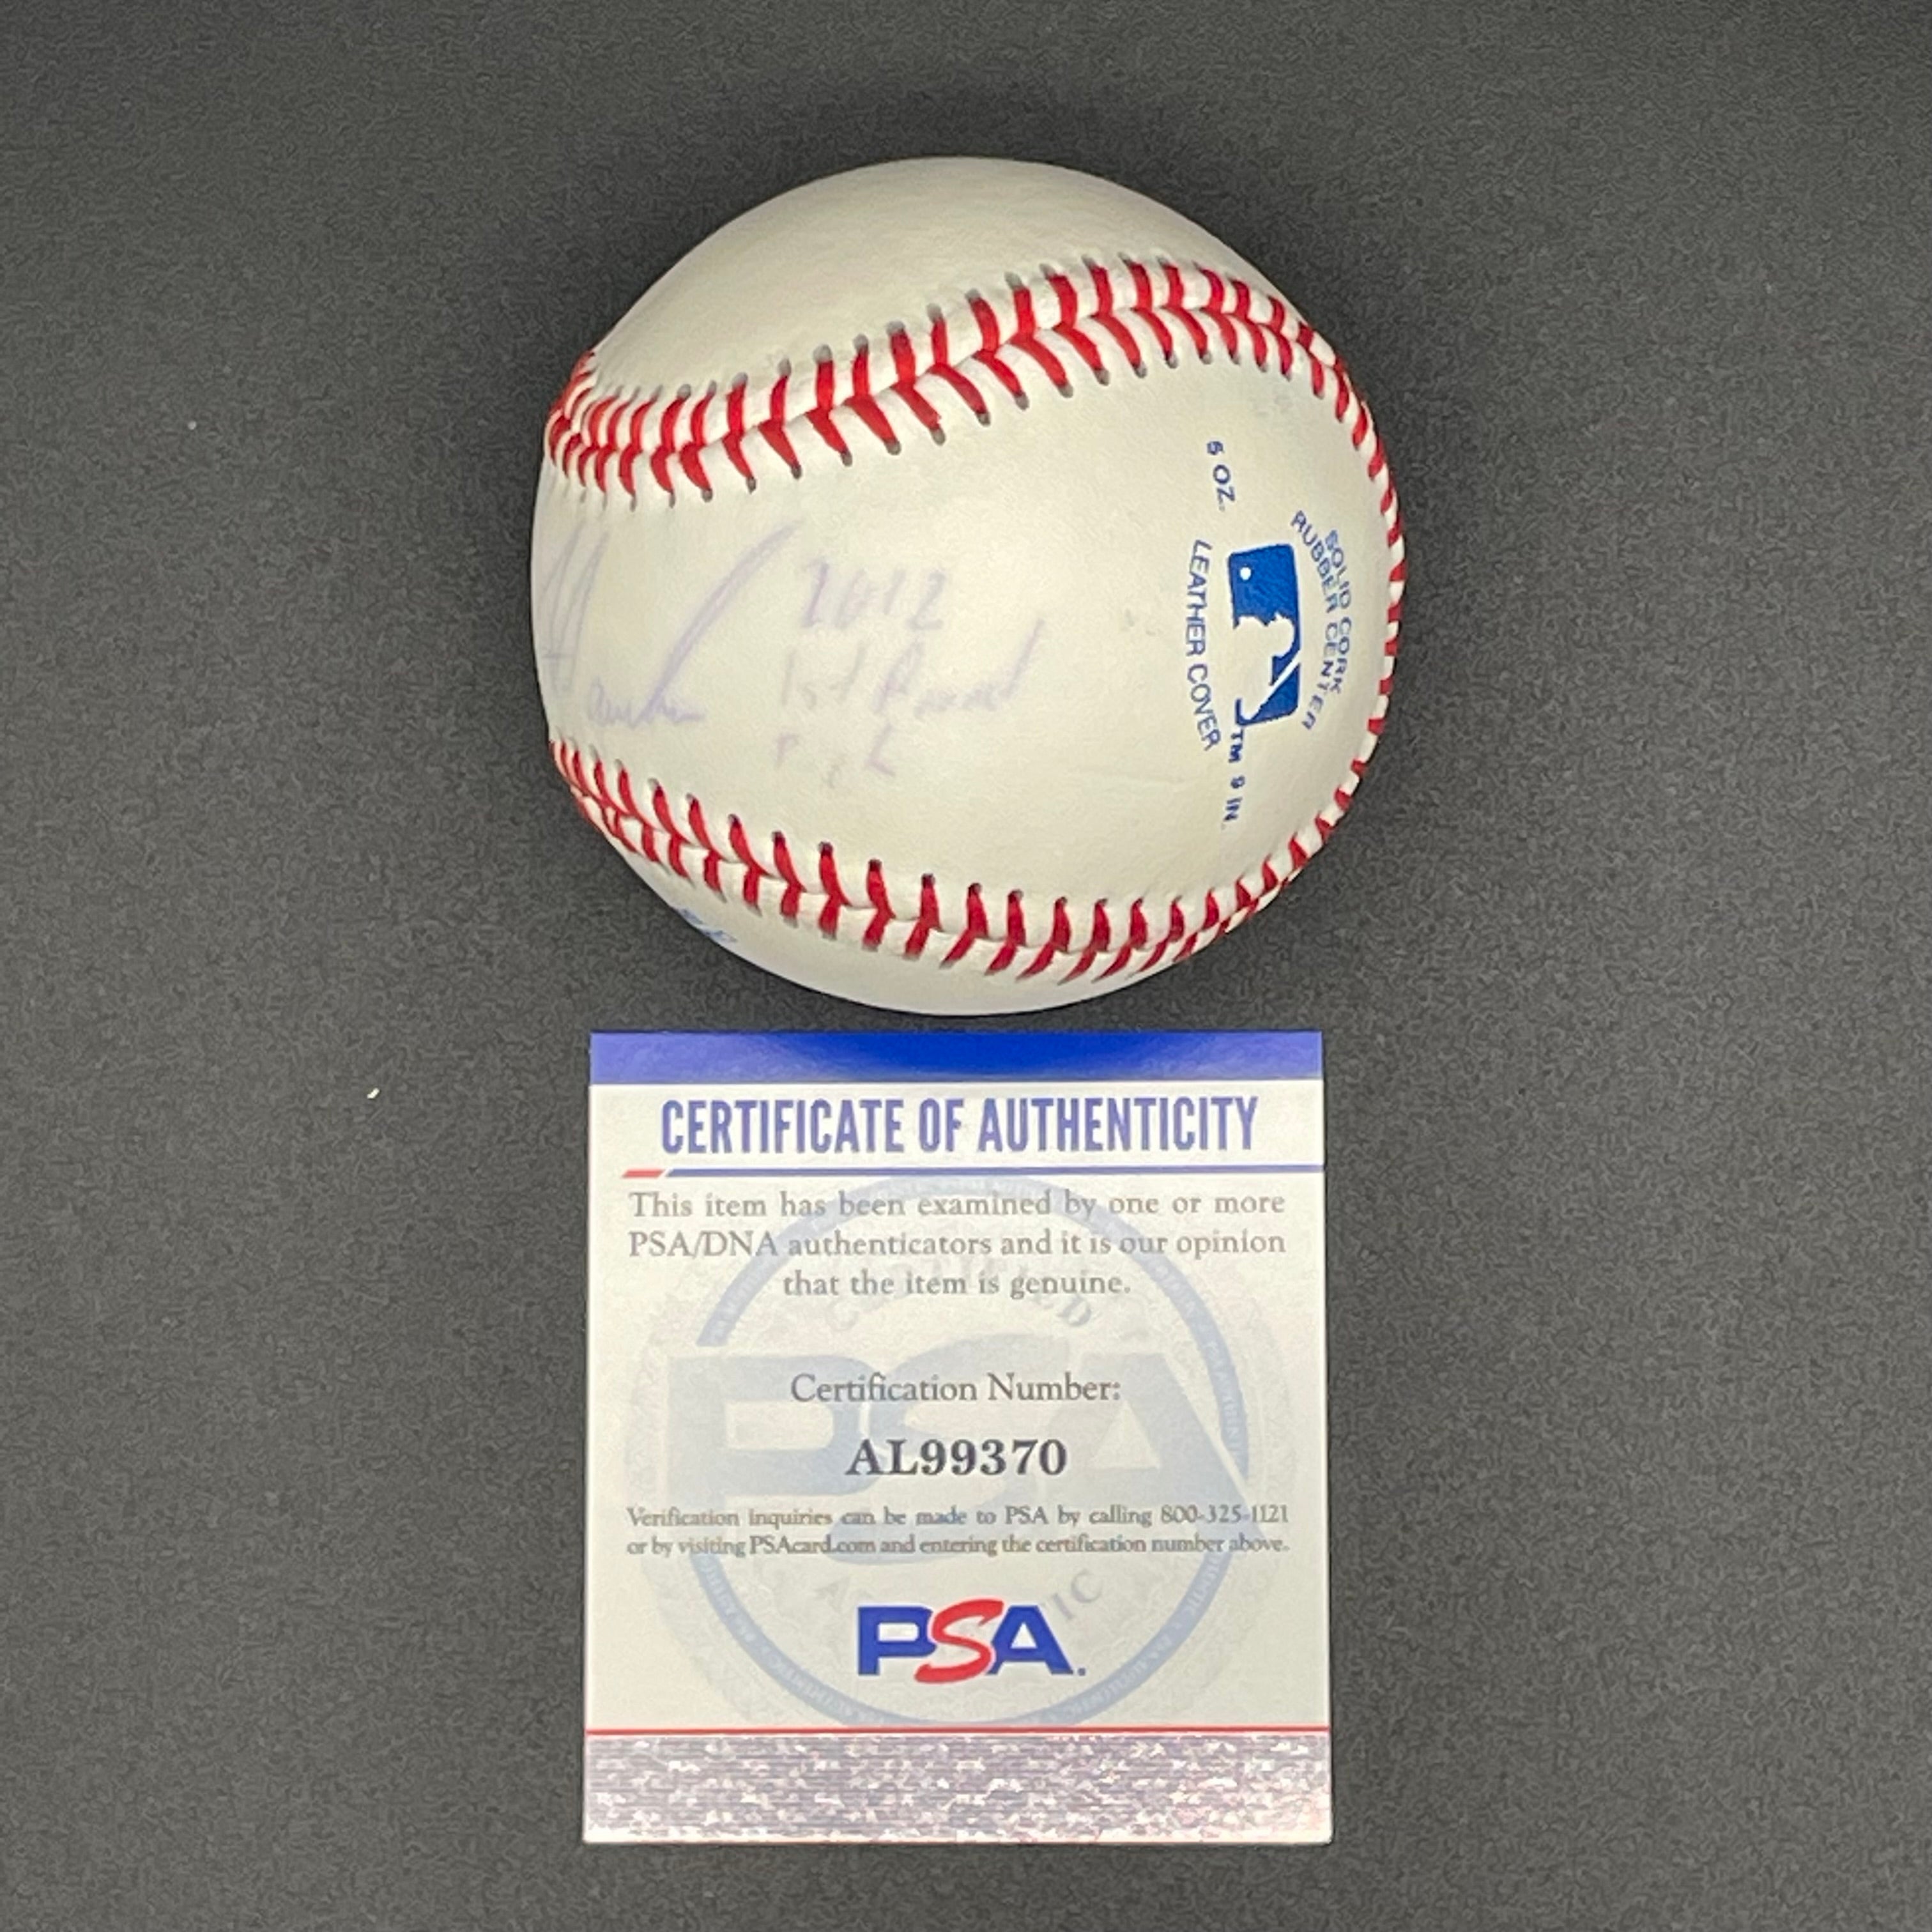 2012
1st Round
Pick
5 OZ.
LEATHER COVER
SOLID CORK
RUBBER CENTER
TM 9 IN.
CERTIFICATE OF AUTHENTICITY
This item has been examined by one or more
PSA/DNA authenticators and it is our opinion
that the item is genuine.
Certification Number:
AL99370
Verification inquiries can be made to PSA by calling 800-325-1121
or by visiting PSAcard.com and entering the certification number above.
PSA